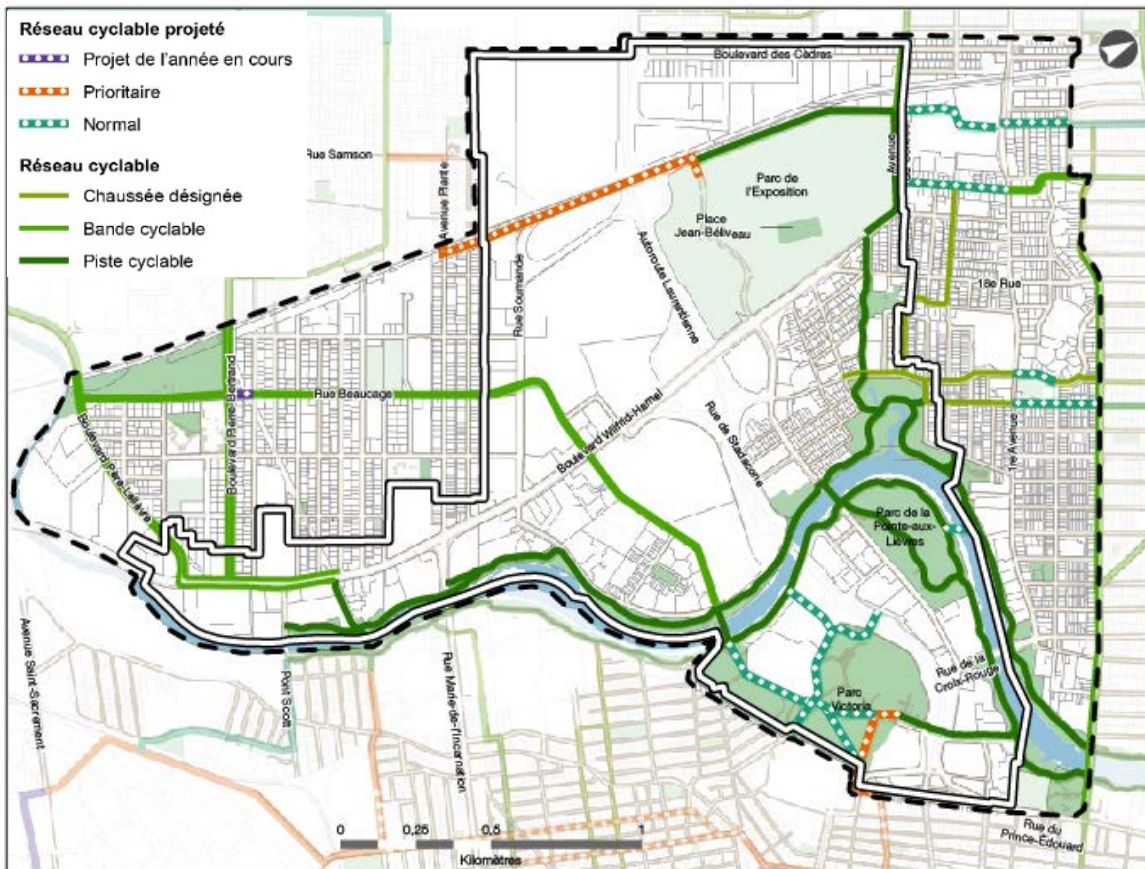 Réseau cyclable projeté
Projet de l'année en cours
Prioritaire
Normal
Réseau cyclable
Chaussée désignée
Bande cyclable
Piste cyclable
Boulevard des Cèdres
Rue Samson
Avenue Plante
Avenue
Parc de
l'Exposition
Place
Jean-Béliveau
Autoroute Laurentienne
Rue Soumande
18e Rue
Rue Beaucage
Boulevard Pierre-Bertrand
Boulevard Père-Lelièvre
Boulevard Wilfrid-Hamel
Rue de Stadacone
1re Avenue
Parc de la
Pointe-aux-
Lièvres
Avenue Saint-Sacrement
Pont Scott
Rue Marie-de-l'Incarnation
Parc
Victoria
Rue de la
Croix-Rouge
Rue du
Prince-Édouard
0 0,25 0,5 1
Kilomètres